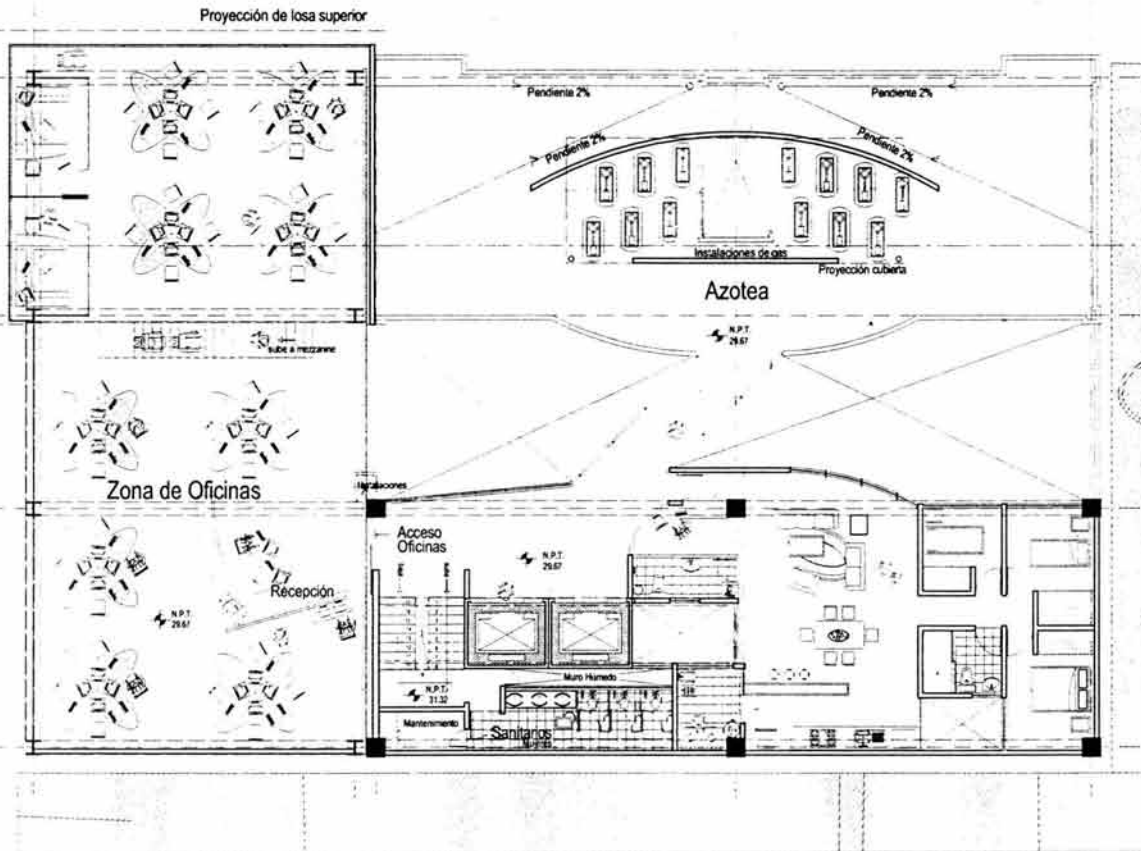 Proyección de losa superior
Pendiente 2%
Pendiente 2%
Pendiente 2%
Pendiente 2%
Instalaciones de gas
Proyección cubierta
Azotea
N.P.T.
29.67
sube a mezzanine
Zona de Oficinas
Instalaciones
Acceso
Oficinas
N.P.T.
29.67
Recepción
N.P.T.
29.67
Muro Húmedo
N.P.T.
31.32
Mantenimiento
Sanitarios
Mujeres